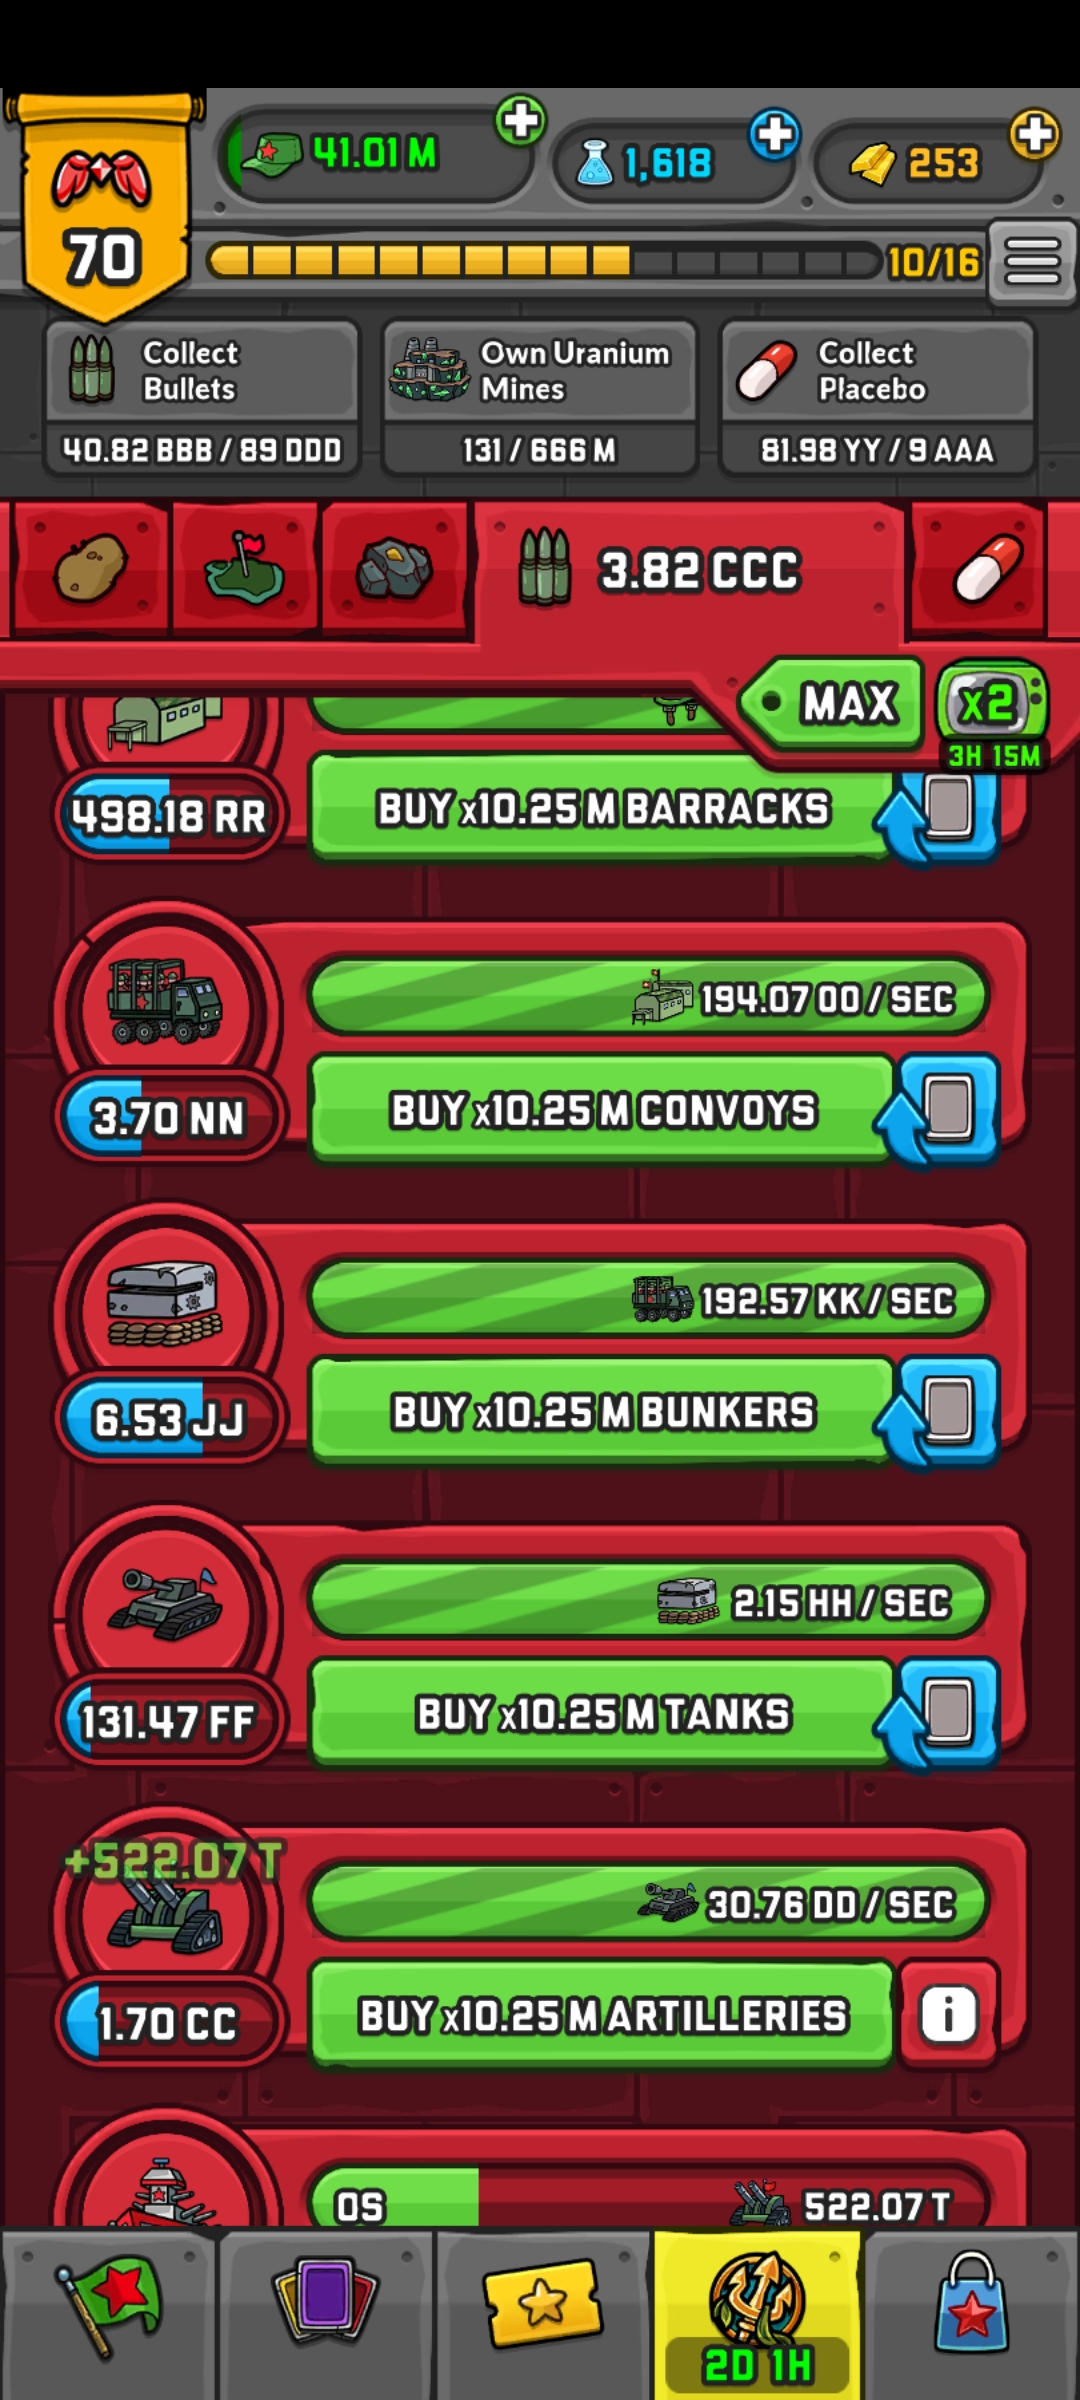 70
41.01 M
1,618
253
10/16
Collect
Bullets
40.82 BBB / 89 DDD
Own Uranium
Mines
131 / 666 M
Collect
Placebo
81.98 YY / 9 AAA
3.82 CCC
MAX
x2
3H 15M
498.18 RR
BUY x10.25 M BARRACKS
194.07 OO / SEC
3.70 NN
BUY x10.25 M CONVOYS
192.57 KK / SEC
6.53 JJ
BUY x10.25 M BUNKERS
2.15 HH / SEC
131.47 FF
BUY x10.25 M TANKS
+522.07 T
30.76 DD / SEC
1.70 CC
BUY x10.25 M ARTILLERIES
i
0S
522.07 T
2D 1H